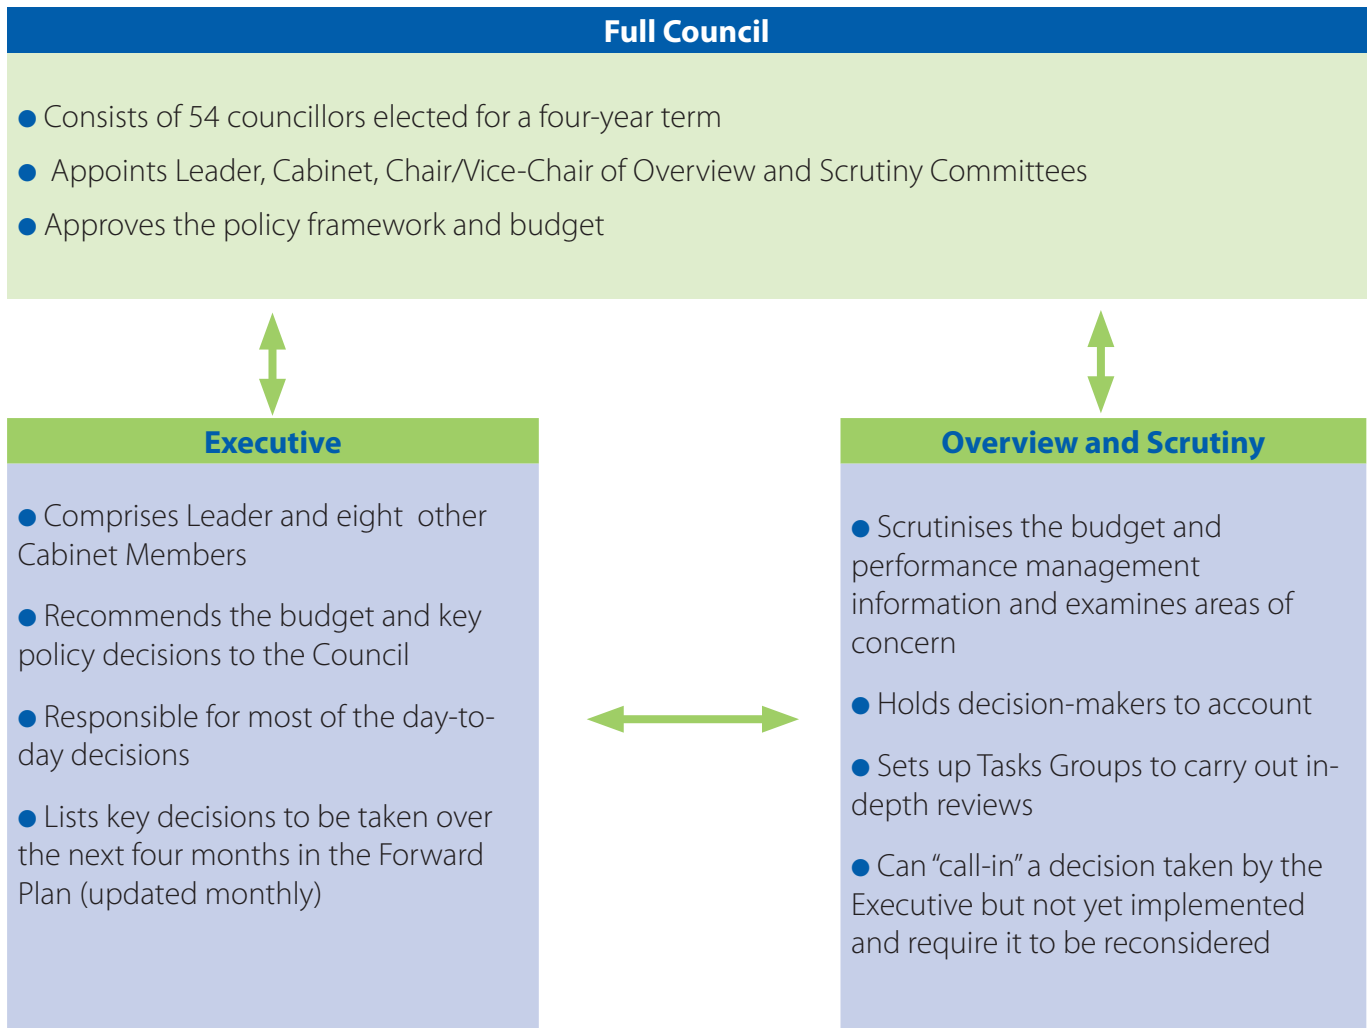 Full Council
● Consists of 54 councillors elected for a four-year term
● Appoints Leader, Cabinet, Chair/Vice-Chair of Overview and Scrutiny Committees
● Approves the policy framework and budget
Executive
● Comprises Leader and eight other
Cabinet Members
● Recommends the budget and key
policy decisions to the Council
● Responsible for most of the day-to-
day decisions
● Lists key decisions to be taken over
the next four months in the Forward
Plan (updated monthly)
Overview and Scrutiny
● Scrutinises the budget and
performance management
information and examines areas of
concern
● Holds decision-makers to account
● Sets up Tasks Groups to carry out in-
depth reviews
● Can “call-in” a decision taken by the
Executive but not yet implemented
and require it to be reconsidered